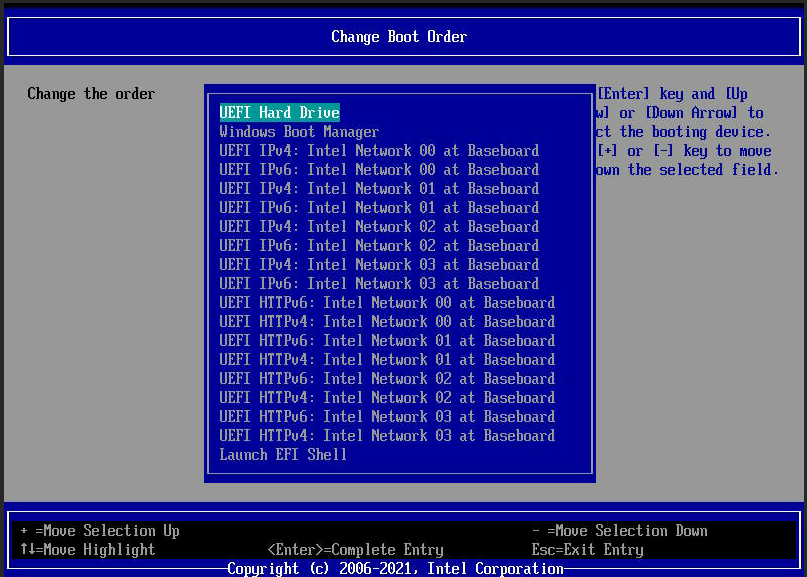 Change Boot Order
Change the order
UEFI Hard Drive
Windows Boot Manager
UEFI IPv4: Intel Network 00 at Baseboard
UEFI IPv6: Intel Network 00 at Baseboard
UEFI IPv4: Intel Network 01 at Baseboard
UEFI IPv6: Intel Network 01 at Baseboard
UEFI IPv4: Intel Network 02 at Baseboard
UEFI IPv6: Intel Network 02 at Baseboard
UEFI IPv4: Intel Network 03 at Baseboard
UEFI IPv6: Intel Network 03 at Baseboard
UEFI HTTPv6: Intel Network 00 at Baseboard
UEFI HTTPv4: Intel Network 00 at Baseboard
UEFI HTTPv6: Intel Network 01 at Baseboard
UEFI HTTPv4: Intel Network 01 at Baseboard
UEFI HTTPv6: Intel Network 02 at Baseboard
UEFI HTTPv4: Intel Network 02 at Baseboard
UEFI HTTPv6: Intel Network 03 at Baseboard
UEFI HTTPv4: Intel Network 03 at Baseboard
Launch EFI Shell
[Enter] key and [Up
w] or [Down Arrow] to
ct the booting device.
[+] or [-] key to move
own the selected field.
+ =Move Selection Up
- =Move Selection Down
↑↓=Move Highlight
<Enter>=Complete Entry
Esc=Exit Entry
Copyright (c) 2006-2021, Intel Corporation